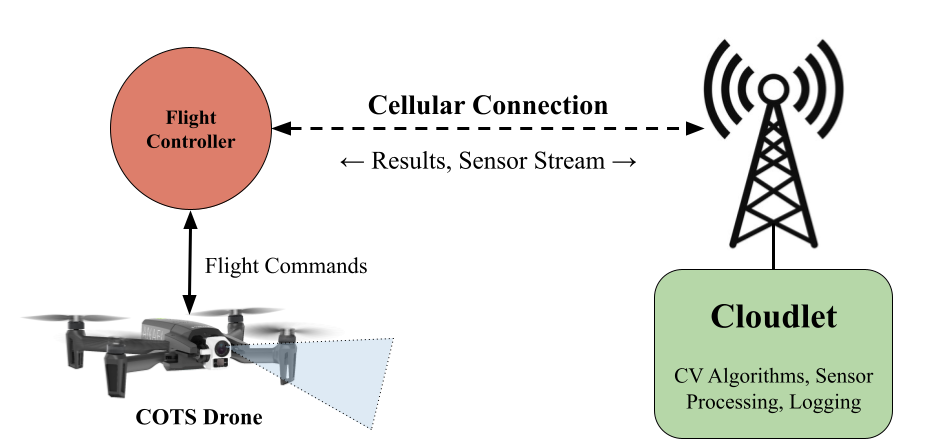 Flight
Controller
Cellular Connection
← Results, Sensor Stream →
Flight Commands
COTS Drone
Cloudlet
CV Algorithms, Sensor
Processing, Logging